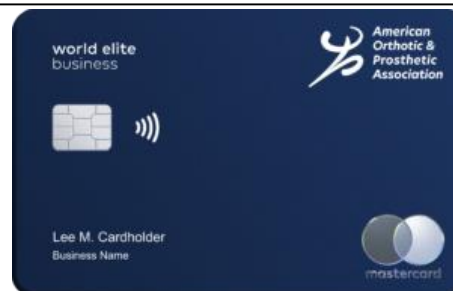 world elite
business
American
Orthotic &
Prosthetic
Association
Lee M. Cardholder
Business Name
mastercard